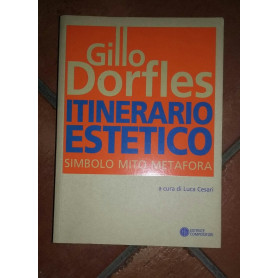 Gillo
Dorfles
ITINERARIO
ESTETICO
SIMBOLO MITO METAFORA
a cura di Luca Cesari